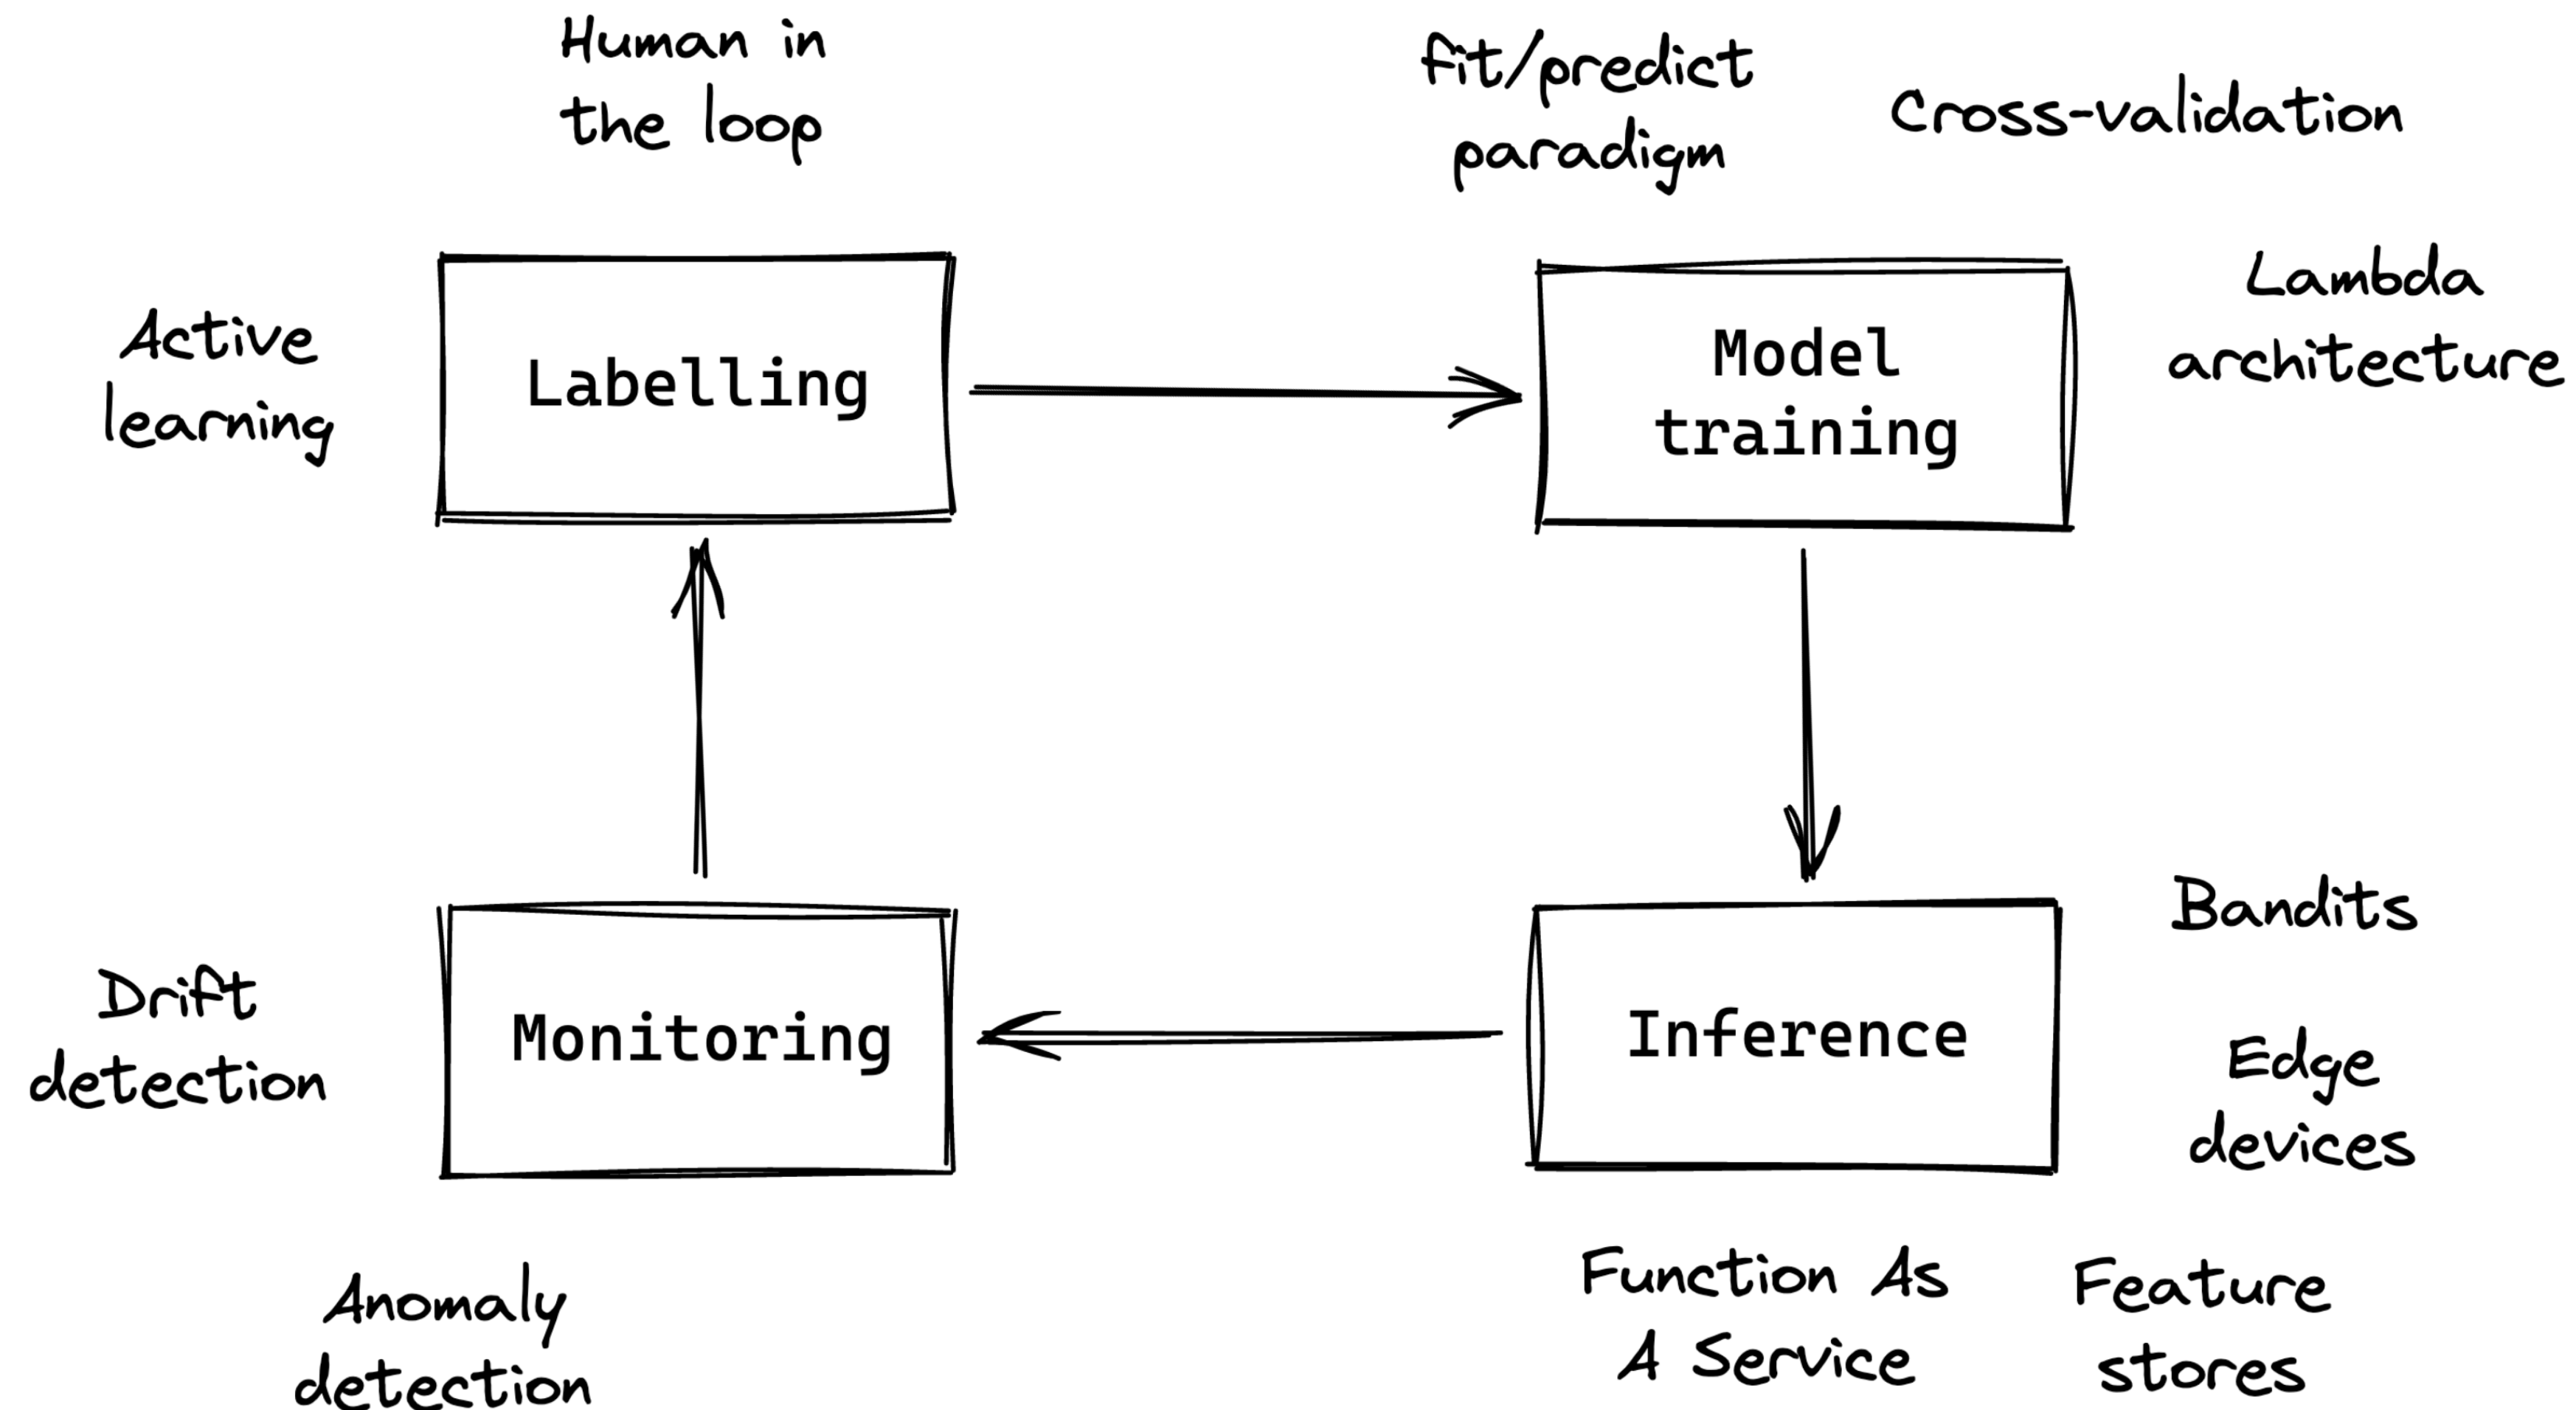 Human in
the loop
fit/predict
paradigm
Cross-validation
Active
learning
Labelling
Model
training
Lambda
architecture
Drift
detection
Monitoring
Inference
Bandits
Edge
devices
Anomaly
detection
Function As
A Service
Feature
stores